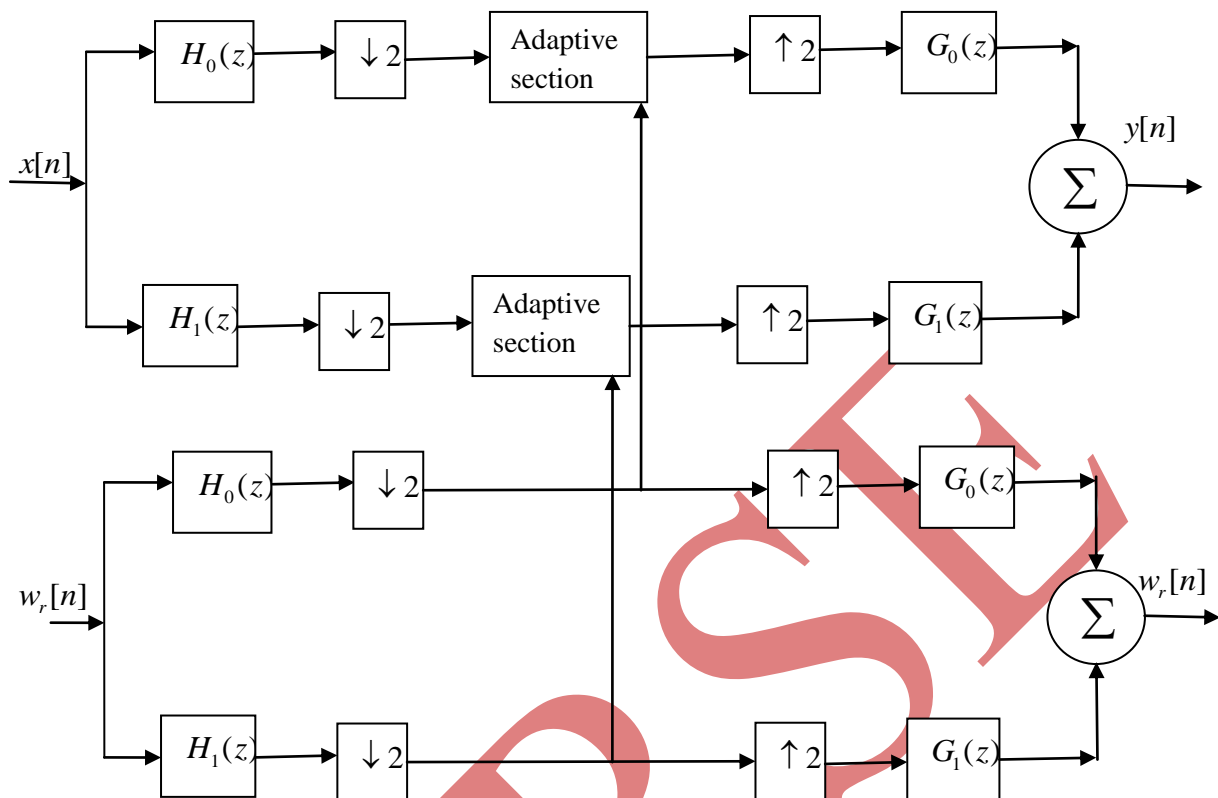 H₀(z)
↓ 2
Adaptive
section
↑ 2
G₀(z)
y[n]
x[n]
Σ
H₁(z)
↓ 2
Adaptive
section
↑ 2
G₁(z)
H₀(z)
↓ 2
↑ 2
G₀(z)
wᵣ[n]
wᵣ[n]
Σ
H₁(z)
↓ 2
↑ 2
G₁(z)